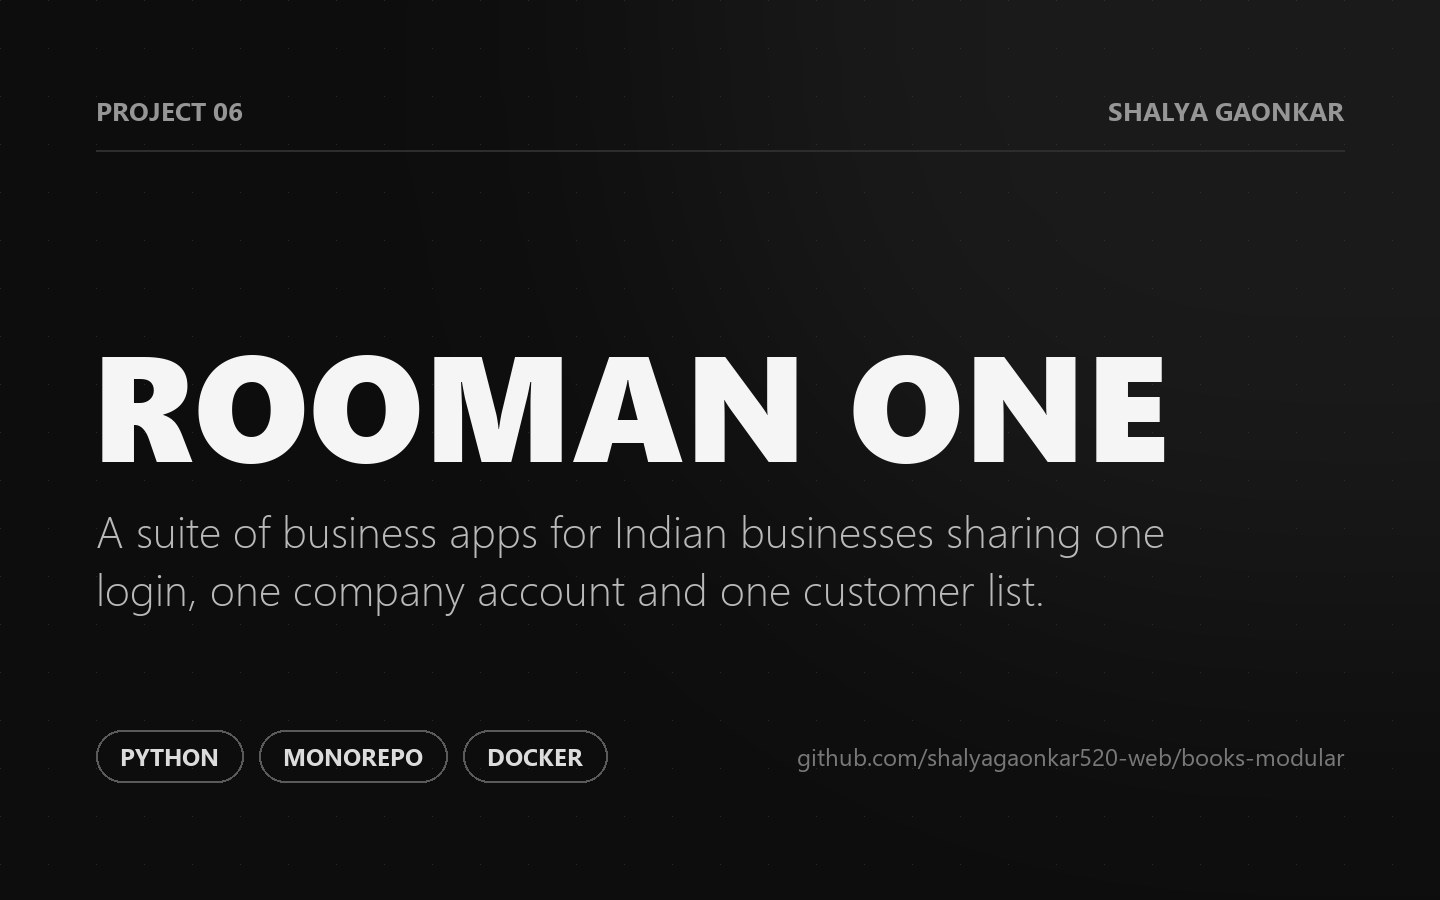 PROJECT 06
SHALYA GAONKAR
ROOMAN ONE
A suite of business apps for Indian businesses sharing one
login, one company account and one customer list.
PYTHON
MONOREPO
DOCKER
github.com/shalyagaonkar520-web/books-modular